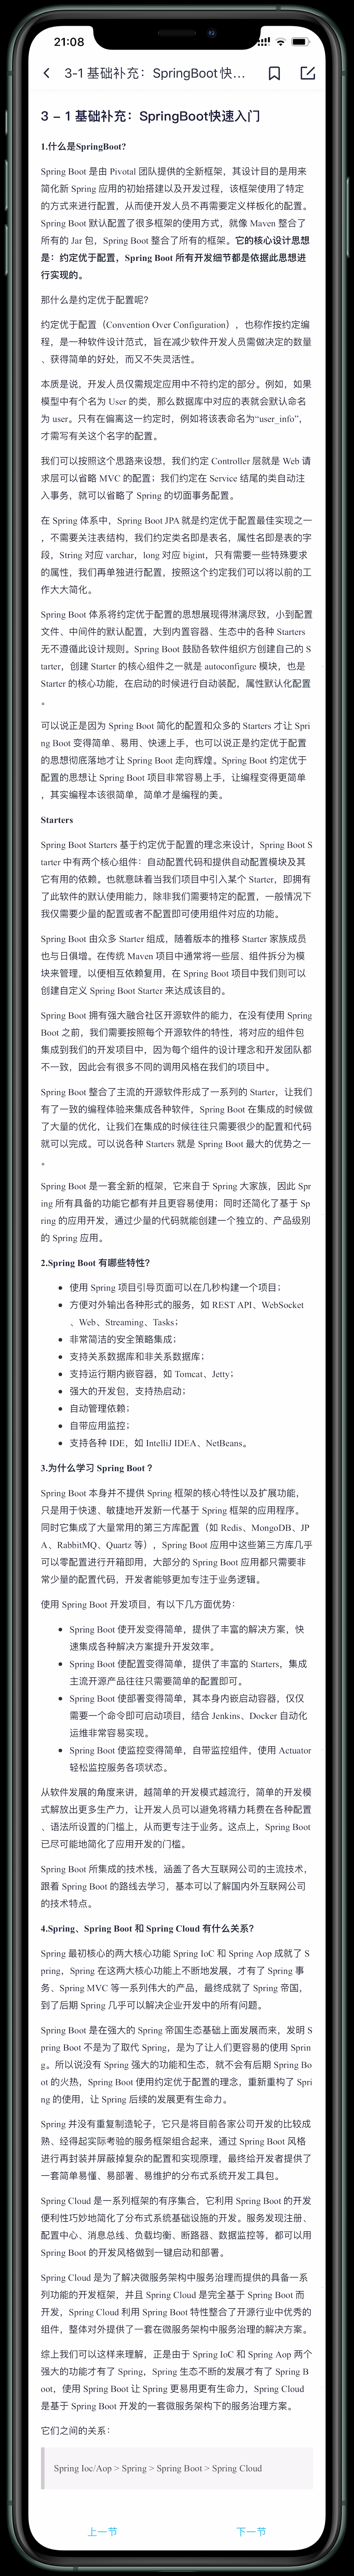 21:08
3-1 基础补充：SpringBoot快...
3 – 1 基础补充：SpringBoot快速入门
1.什么是SpringBoot?
Spring Boot 是由 Pivotal 团队提供的全新框架，其设计目的是用来
简化新 Spring 应用的初始搭建以及开发过程，该框架使用了特定
的方式来进行配置，从而使开发人员不再需要定义样板化的配置。
Spring Boot 默认配置了很多框架的使用方式，就像 Maven 整合了
所有的 Jar 包，Spring Boot 整合了所有的框架。它的核心设计思想
是：约定优于配置，Spring Boot 所有开发细节都是依据此思想进
行实现的。
那什么是约定优于配置呢？
约定优于配置（Convention Over Configuration），也称作按约定编
程，是一种软件设计范式，旨在减少软件开发人员需做决定的数量
、获得简单的好处，而又不失灵活性。
本质是说，开发人员仅需规定应用中不符约定的部分。例如，如果
模型中有个名为 User 的类，那么数据库中对应的表就会默认命名
为 user。只有在偏离这一约定时，例如将该表命名为“user_info”，
才需写有关这个名字的配置。
我们可以按照这个思路来设想，我们约定 Controller 层就是 Web 请
求层可以省略 MVC 的配置；我们约定在 Service 结尾的类自动注
入事务，就可以省略了 Spring 的切面事务配置。
在 Spring 体系中，Spring Boot JPA 就是约定优于配置最佳实现之一
，不需要关注表结构，我们约定类名即是表名，属性名即是表的字
段，String 对应 varchar，long 对应 bigint，只有需要一些特殊要求
的属性，我们再单独进行配置，按照这个约定我们可以将以前的工
作大大简化。
Spring Boot 体系将约定优于配置的思想展现得淋漓尽致，小到配置
文件、中间件的默认配置，大到内置容器、生态中的各种 Starters
无不遵循此设计规则。Spring Boot 鼓励各软件组织方创建自己的 S
tarter，创建 Starter 的核心组件之一就是 autoconfigure 模块，也是
Starter 的核心功能，在启动的时候进行自动装配，属性默认化配置
。
可以说正是因为 Spring Boot 简化的配置和众多的 Starters 才让 Spri
ng Boot 变得简单、易用、快速上手，也可以说正是约定优于配置
的思想彻底落地才让 Spring Boot 走向辉煌。Spring Boot 约定优于
配置的思想让 Spring Boot 项目非常容易上手，让编程变得更简单
，其实编程本该很简单，简单才是编程的美。
Starters
Spring Boot Starters 基于约定优于配置的理念来设计，Spring Boot S
tarter 中有两个核心组件：自动配置代码和提供自动配置模块及其
它有用的依赖。也就意味着当我们项目中引入某个 Starter，即拥有
了此软件的默认使用能力，除非我们需要特定的配置，一般情况下
我仅需要少量的配置或者不配置即可使用组件对应的功能。
Spring Boot 由众多 Starter 组成，随着版本的推移 Starter 家族成员
也与日俱增。在传统 Maven 项目中通常将一些层、组件拆分为模
块来管理，以便相互依赖复用，在 Spring Boot 项目中我们则可以
创建自定义 Spring Boot Starter 来达成该目的。
Spring Boot 拥有强大融合社区开源软件的能力，在没有使用 Spring
Boot 之前，我们需要按照每个开源软件的特性，将对应的组件包
集成到我们的开发项目中，因为每个组件的设计理念和开发团队都
不一致，因此会有很多不同的调用风格在我们的项目中。
Spring Boot 整合了主流的开源软件形成了一系列的 Starter，让我们
有了一致的编程体验来集成各种软件，Spring Boot 在集成的时候做
了大量的优化，让我们在集成的时候往往只需要很少的配置和代码
就可以完成。可以说各种 Starters 就是 Spring Boot 最大的优势之一
。
Spring Boot 是一套全新的框架，它来自于 Spring 大家族，因此 Spr
ing 所有具备的功能它都有并且更容易使用；同时还简化了基于 Sp
ring 的应用开发，通过少量的代码就能创建一个独立的、产品级别
的 Spring 应用。
2.Spring Boot 有哪些特性？
• 使用 Spring 项目引导页面可以在几秒构建一个项目；
• 方便对外输出各种形式的服务，如 REST API、WebSocket
、Web、Streaming、Tasks；
• 非常简洁的安全策略集成；
• 支持关系数据库和非关系数据库；
• 支持运行期内嵌容器，如 Tomcat、Jetty；
• 强大的开发包，支持热启动；
• 自动管理依赖；
• 自带应用监控；
• 支持各种 IDE，如 IntelliJ IDEA、NetBeans。
3.为什么学习 Spring Boot ？
Spring Boot 本身并不提供 Spring 框架的核心特性以及扩展功能，
只是用于快速、敏捷地开发新一代基于 Spring 框架的应用程序。
同时它集成了大量常用的第三方库配置（如 Redis、MongoDB、JP
A、RabbitMQ、Quartz 等），Spring Boot 应用中这些第三方库几乎
可以零配置进行开箱即用，大部分的 Spring Boot 应用都只需要非
常少量的配置代码，开发者能够更加专注于业务逻辑。
使用 Spring Boot 开发项目，有以下几方面优势：
• Spring Boot 使开发变得简单，提供了丰富的解决方案，快
速集成各种解决方案提升开发效率。
• Spring Boot 使配置变得简单，提供了丰富的 Starters，集成
主流开源产品往往只需要简单的配置即可。
• Spring Boot 使部署变得简单，其本身内嵌启动容器，仅仅
需要一个命令即可启动项目，结合 Jenkins、Docker 自动化
运维非常容易实现。
• Spring Boot 使监控变得简单，自带监控组件，使用 Actuator
轻松监控服务各项状态。
从软件发展的角度来讲，越简单的开发模式越流行，简单的开发模
式解放出更多生产力，让开发人员可以避免将精力耗费在各种配置
、语法所设置的门槛上，从而更专注于业务。这点上，Spring Boot
已尽可能地简化了应用开发的门槛。
Spring Boot 所集成的技术栈，涵盖了各大互联网公司的主流技术，
跟着 Spring Boot 的路线去学习，基本可以了解国内外互联网公司
的技术特点。
4.Spring、Spring Boot 和 Spring Cloud 有什么关系？
Spring 最初核心的两大核心功能 Spring IoC 和 Spring Aop 成就了 S
pring，Spring 在这两大核心功能上不断地发展，才有了 Spring 事
务、Spring MVC 等一系列伟大的产品，最终成就了 Spring 帝国，
到了后期 Spring 几乎可以解决企业开发中的所有问题。
Spring Boot 是在强大的 Spring 帝国生态基础上面发展而来，发明 S
pring Boot 不是为了取代 Spring，是为了让人们更容易的使用 Sprin
g。所以说没有 Spring 强大的功能和生态，就不会有后期 Spring Bo
ot 的火热，Spring Boot 使用约定优于配置的理念，重新重构了 Spri
ng 的使用，让 Spring 后续的发展更有生命力。
Spring 并没有重复制造轮子，它只是将目前各家公司开发的比较成
熟、经得起实际考验的服务框架组合起来，通过 Spring Boot 风格
进行再封装并屏蔽掉复杂的配置和实现原理，最终给开发者提供了
一套简单易懂、易部署、易维护的分布式系统开发工具包。
Spring Cloud 是一系列框架的有序集合，它利用 Spring Boot 的开发
便利性巧妙地简化了分布式系统基础设施的开发。服务发现注册、
配置中心、消息总线、负载均衡、断路器、数据监控等，都可以用
Spring Boot 的开发风格做到一键启动和部署。
Spring Cloud 是为了解决微服务架构中服务治理而提供的具备一系
列功能的开发框架，并且 Spring Cloud 是完全基于 Spring Boot 而
开发，Spring Cloud 利用 Spring Boot 特性整合了开源行业中优秀的
组件，整体对外提供了一套在微服务架构中服务治理的解决方案。
综上我们可以这样来理解，正是由于 Spring IoC 和 Spring Aop 两个
强大的功能才有了 Spring，Spring 生态不断的发展才有了 Spring B
oot，使用 Spring Boot 让 Spring 更易用更有生命力，Spring Cloud
是基于 Spring Boot 开发的一套微服务架构下的服务治理方案。
它们之间的关系：
Spring Ioc/Aop > Spring > Spring Boot > Spring Cloud
上一节 下一节